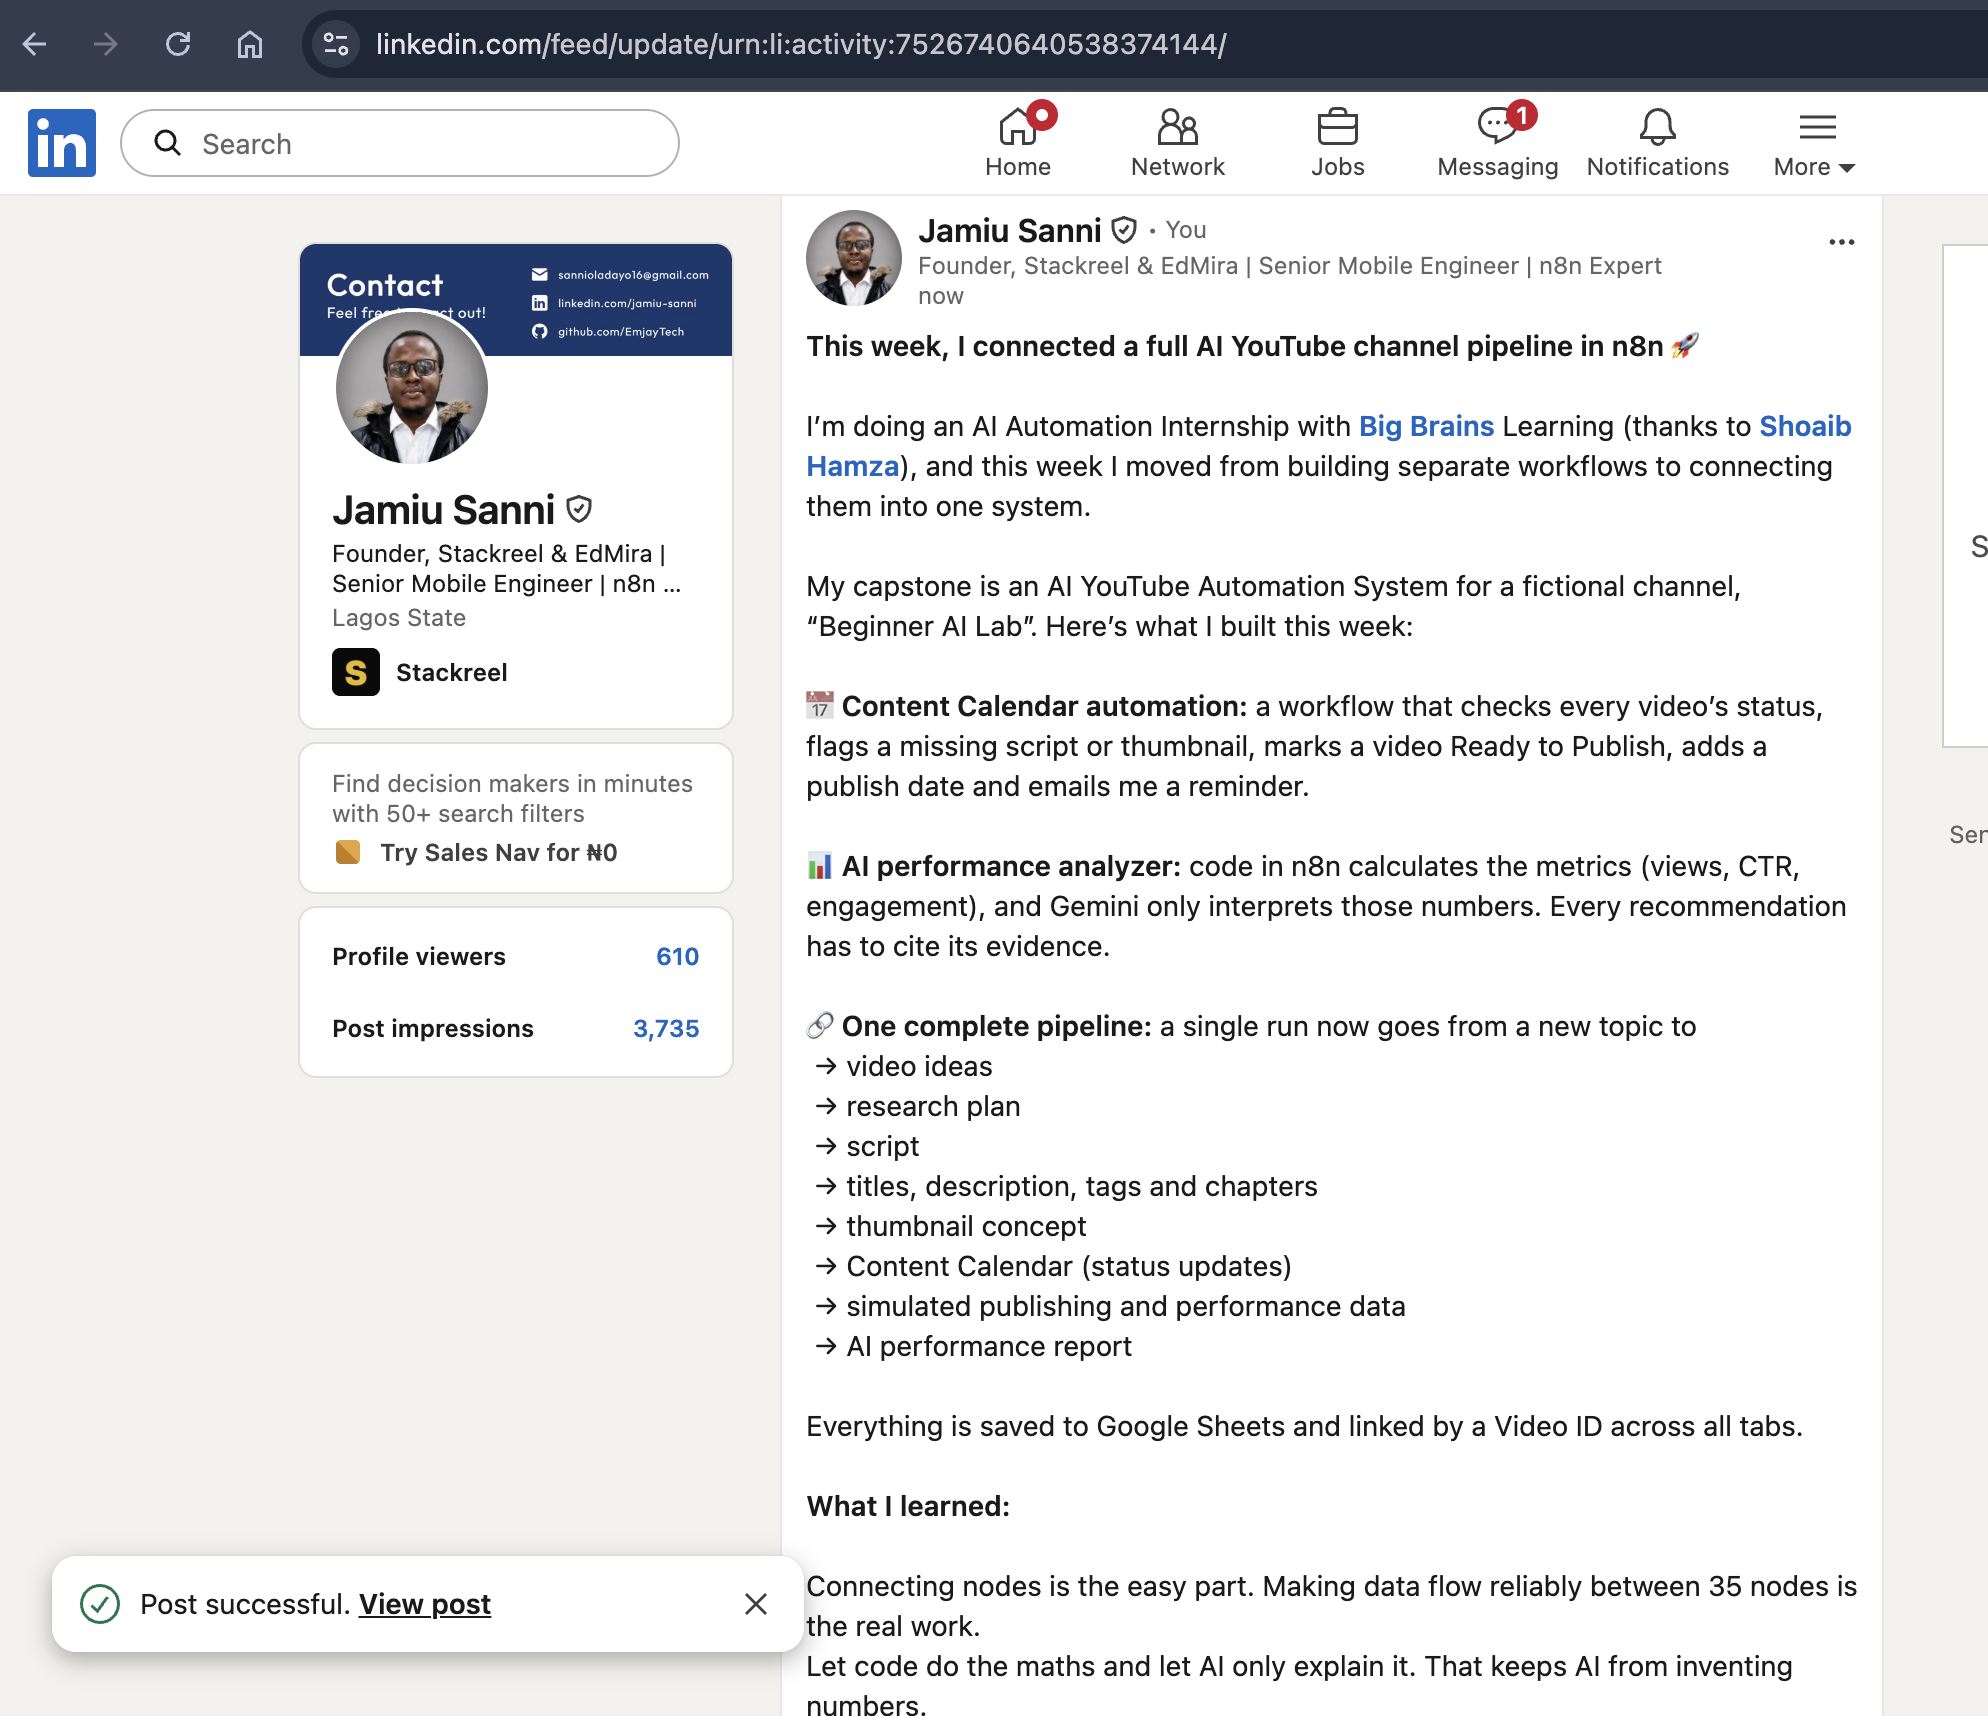 linkedin.com/feed/update/urn:li:activity:7526740640538374144/
in
Search
Home
Network
Jobs
1
Messaging
Notifications
More
Contact
Feel free
ct out!
sannioladayo16@gmail.com
linkedin.com/jamiu-sanni
github.com/EmjayTech
Jamiu Sanni
Founder, Stackreel & EdMira |
Senior Mobile Engineer | n8n ...
Lagos State
S
Stackreel
Find decision makers in minutes
with 50+ search filters
Try Sales Nav for ₦0
Profile viewers 610
Post impressions 3,735
Jamiu Sanni • You
Founder, Stackreel & EdMira | Senior Mobile Engineer | n8n Expert
now
This week, I connected a full AI YouTube channel pipeline in n8n 🚀
I’m doing an AI Automation Internship with Big Brains Learning (thanks to Shoaib
Hamza), and this week I moved from building separate workflows to connecting
them into one system.
My capstone is an AI YouTube Automation System for a fictional channel,
“Beginner AI Lab”. Here’s what I built this week:
📅 Content Calendar automation: a workflow that checks every video’s status,
flags a missing script or thumbnail, marks a video Ready to Publish, adds a
publish date and emails me a reminder.
📊 AI performance analyzer: code in n8n calculates the metrics (views, CTR,
engagement), and Gemini only interprets those numbers. Every recommendation
has to cite its evidence.
🔗 One complete pipeline: a single run now goes from a new topic to
→ video ideas
→ research plan
→ script
→ titles, description, tags and chapters
→ thumbnail concept
→ Content Calendar (status updates)
→ simulated publishing and performance data
→ AI performance report
Everything is saved to Google Sheets and linked by a Video ID across all tabs.
What I learned:
Connecting nodes is the easy part. Making data flow reliably between 35 nodes is
the real work.
Let code do the maths and let AI only explain it. That keeps AI from inventing
numbers.
Post successful. View post
S
Ser